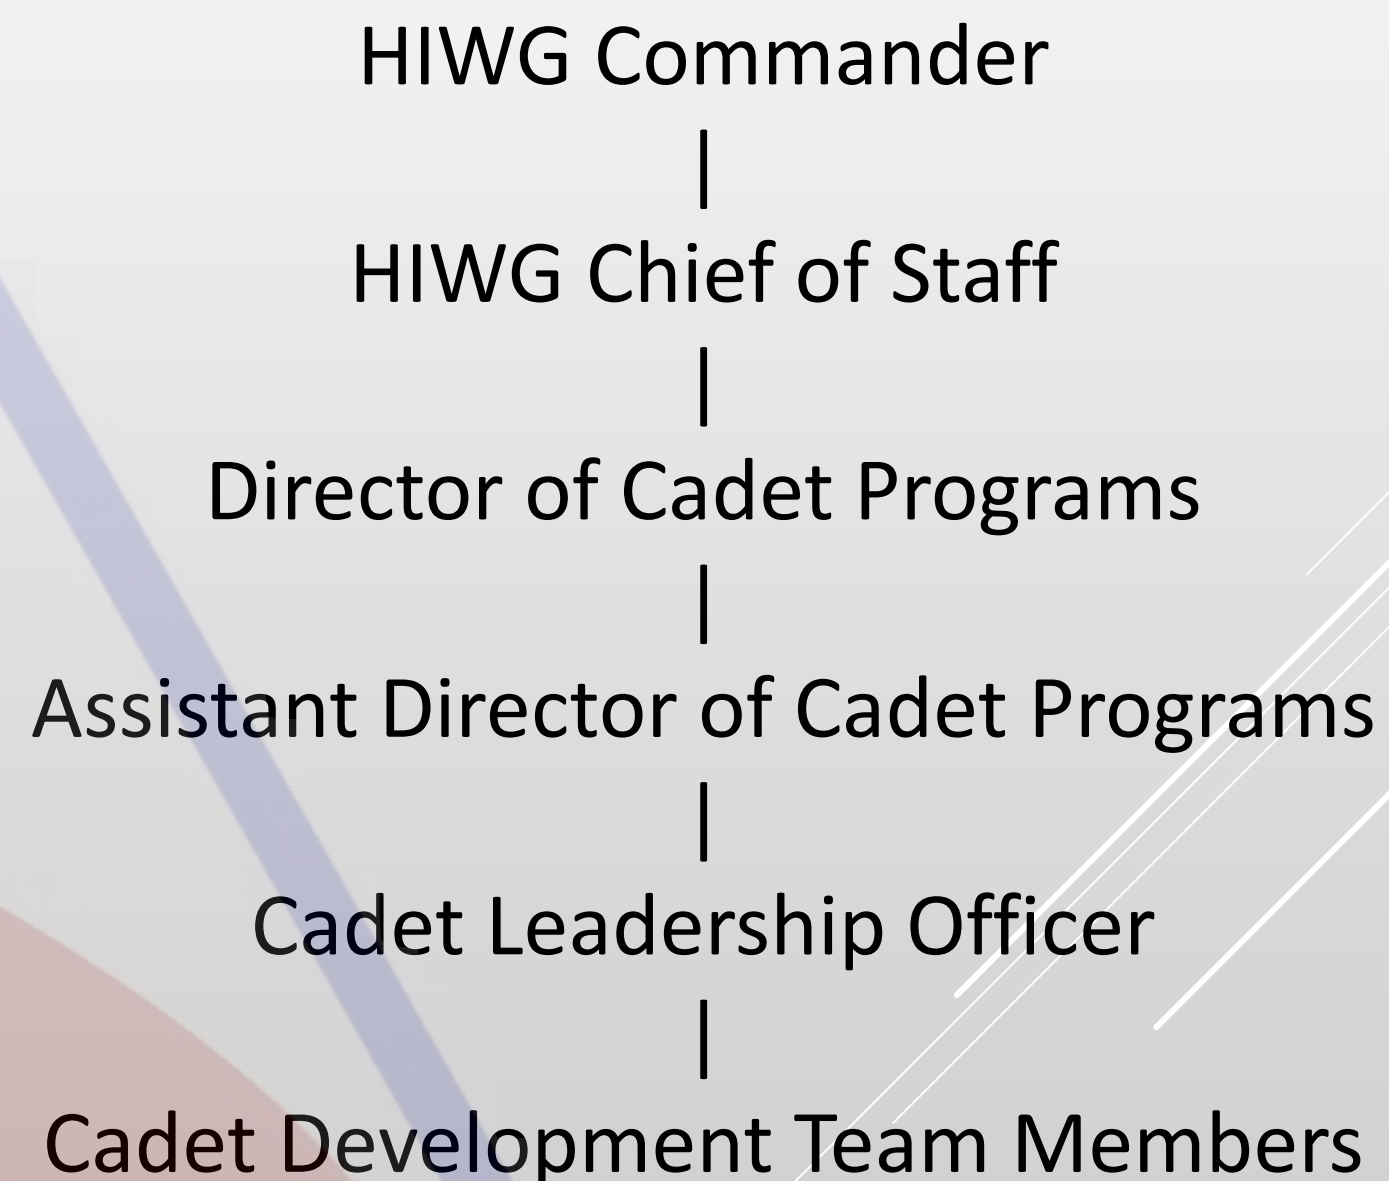 HIWG Commander
|
HIWG Chief of Staff
|
Director of Cadet Programs
|
Assistant Director of Cadet Programs
|
Cadet Leadership Officer
|
Cadet Development Team Members